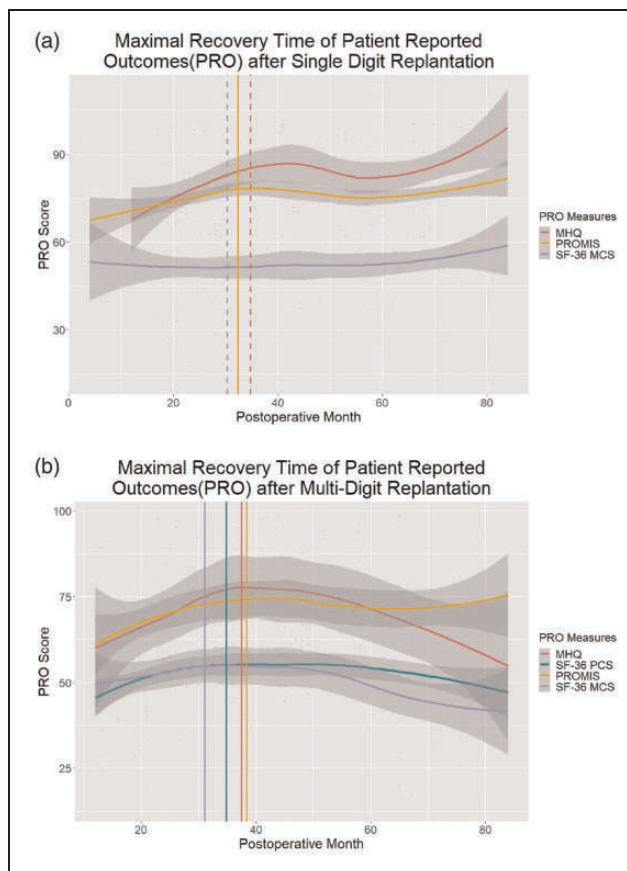 (a)
Maximal Recovery Time of Patient Reported
Outcomes(PRO) after Single Digit Replantation
PRO Score
90
60
30
0
20
40
60
80
Postoperative Month
PRO Measures
MHQ
PROMIS
SF-36 MCS
(b)
Maximal Recovery Time of Patient Reported
Outcomes(PRO) after Multi-Digit Replantation
PRO Score
100
75
50
25
20
40
60
80
Postoperative Month
PRO Measures
MHQ
SF-36 PCS
PROMIS
SF-36 MCS